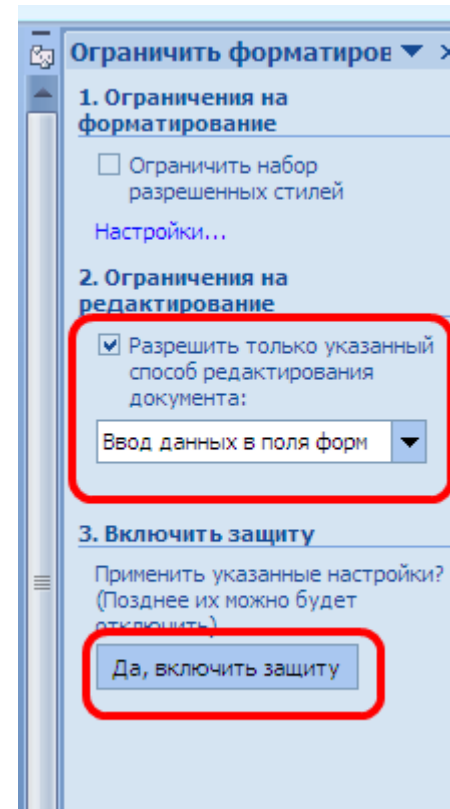 Ограничить форматиров
1. Ограничения на
форматирование
Ограничить набор
разрешенных стилей
Настройки...
2. Ограничения на
редактирование
Разрешить только указанный
способ редактирования
документа:
Ввод данных в поля форм
3. Включить защиту
Применить указанные настройки?
(Позднее их можно будет
отключить)
Да, включить защиту